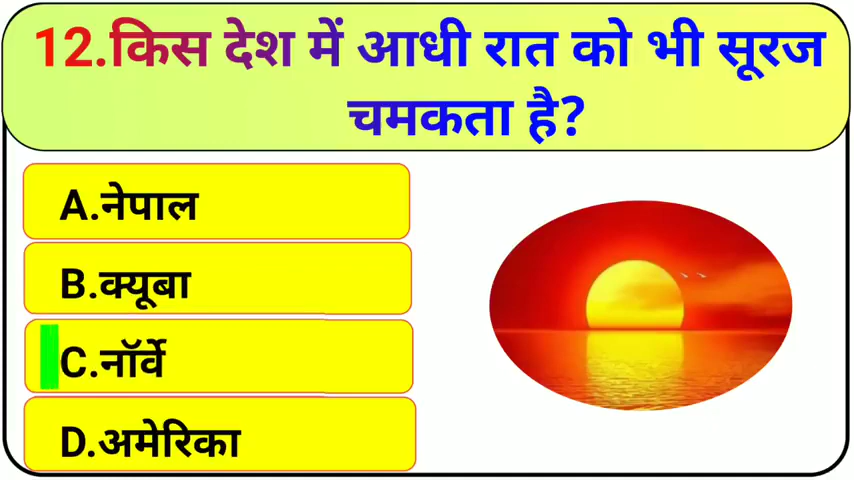 12.किस देश में आधी रात को भी सूरज
चमकता है?
A.नेपाल
B.क्यूबा
C.नॉर्वे
D.अमेरिका